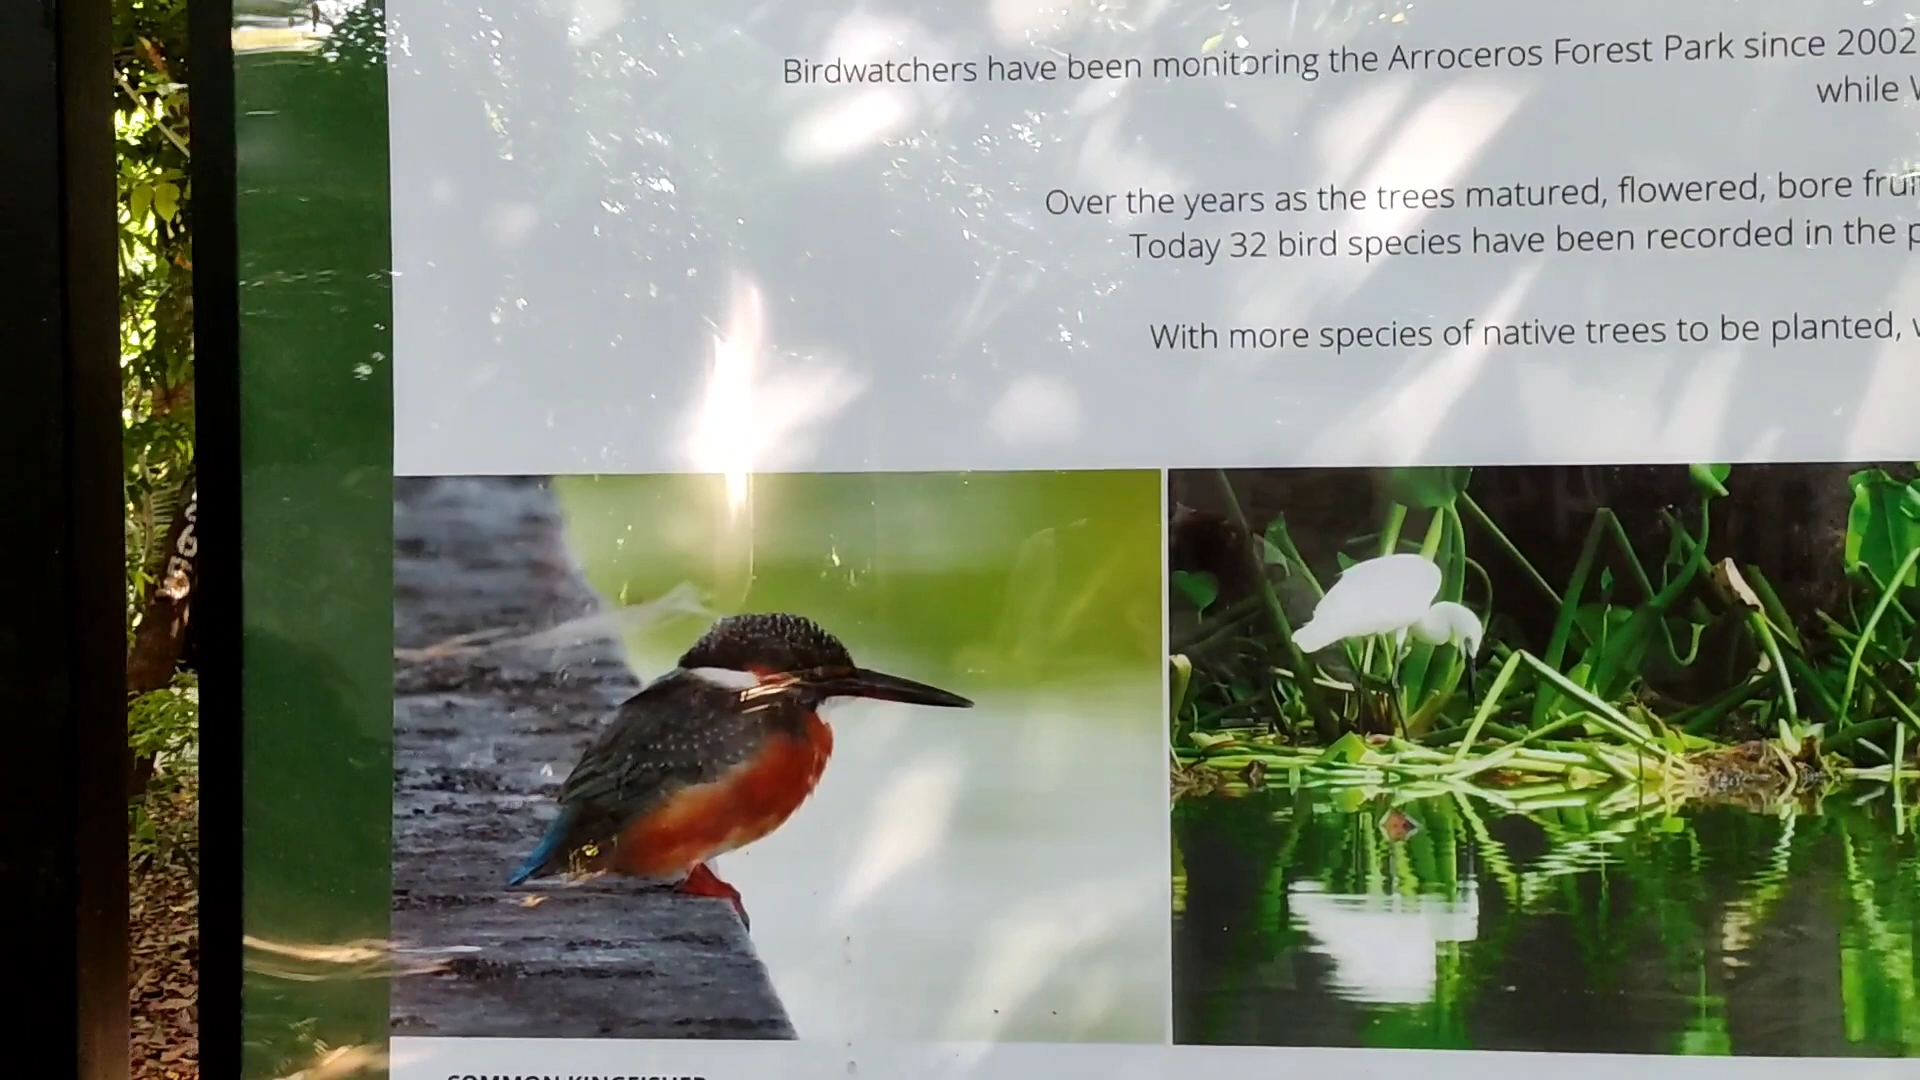 Birdwatchers have been monitoring the Arroceros Forest Park since 2002
while
Over the years as the trees matured, flowered, bore
Today 32 bird species have been recorded in the
With more species of native trees to be planted,
COMMON KINGFISHER